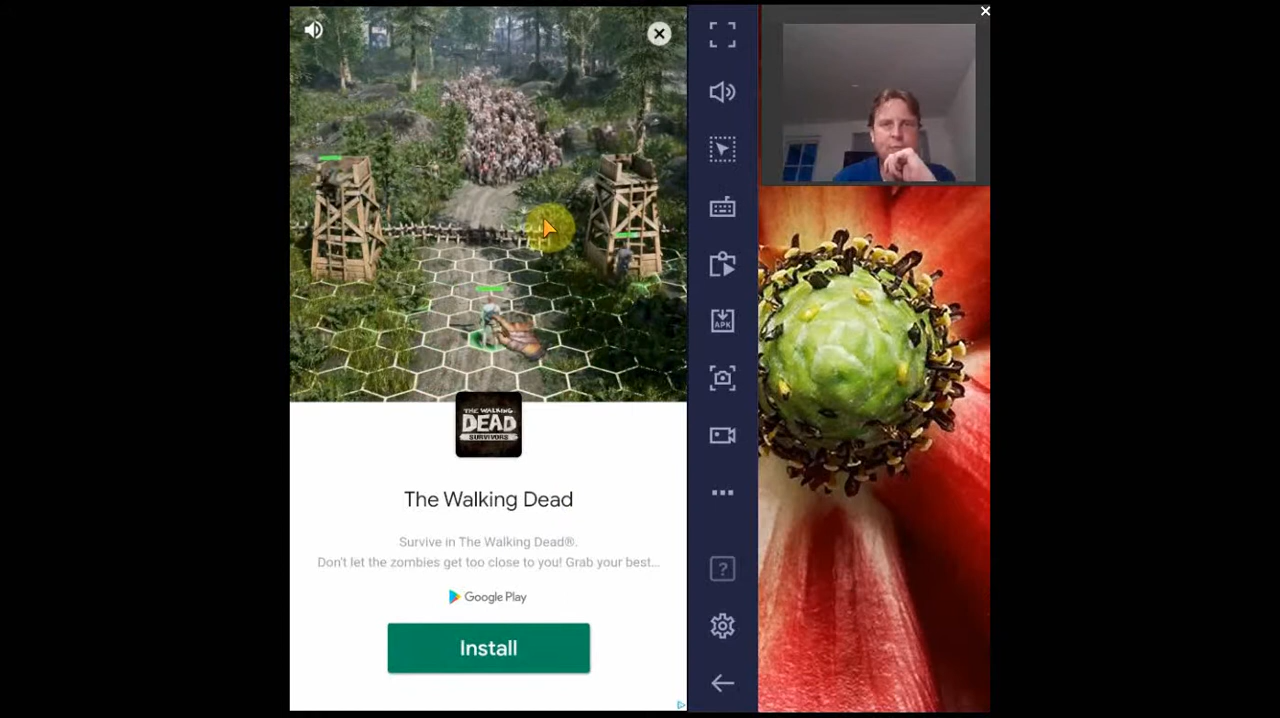 APK
THE WALKING
DEAD
SURVIVORS
The Walking Dead
Survive in The Walking Dead®.
Don't let the zombies get too close to you! Grab your best...
Google Play
Install